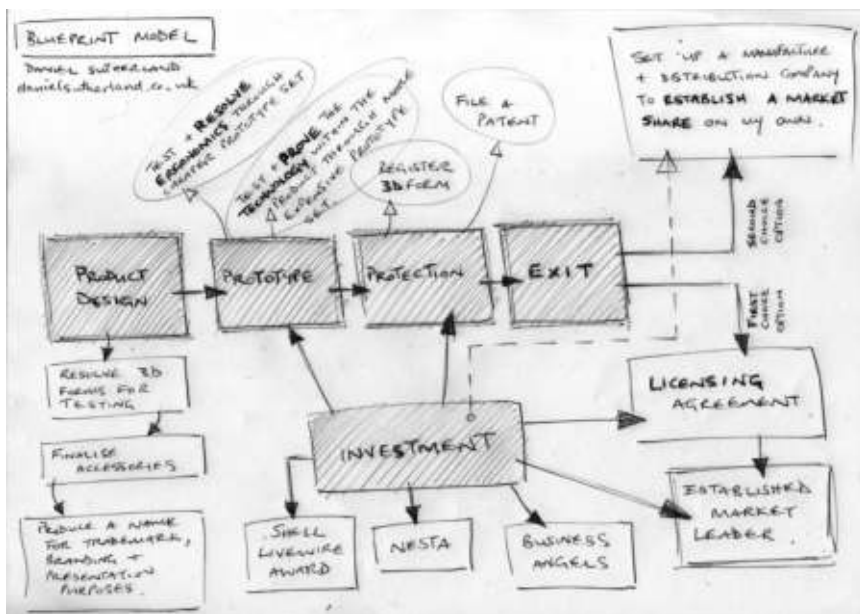 BLUEPRINT MODEL
DANIEL SUTHERLAND
danielsutherland.co.uk
TEST + RESOLVE
ERGONOMICS THROUGH
CHEAPER PROTOTYPE SET
TEST + PROVE THE
TECHNOLOGY WITHIN THE
PRODUCT THROUGH MORE
EXPENSIVE PROTOTYPE
SET.
REGISTER
3D FORM
FILE A
PATENT
SET UP A MANUFACTURE
+ DISTRIBUTION COMPANY
TO ESTABLISH A MARKET
SHARE ON MY OWN.
PRODUCT
DESIGN
PROTOTYPE
PROTECTION
EXIT
SECOND
CHOICE
OPTION
FIRST
CHOICE
OPTION
RESOLVE 3D
FORMS FOR
TESTING
FINALISE
ACCESSORIES
PRODUCE A NAME
FOR TRADEMARK,
BRANDING +
PRESENTATION
PURPOSES.
INVESTMENT
SHELL
LIVEWIRE
AWARD
NESTA
BUSINESS
ANGELS
LICENSING
AGREEMENT
ESTABLISHED
MARKET
LEADER